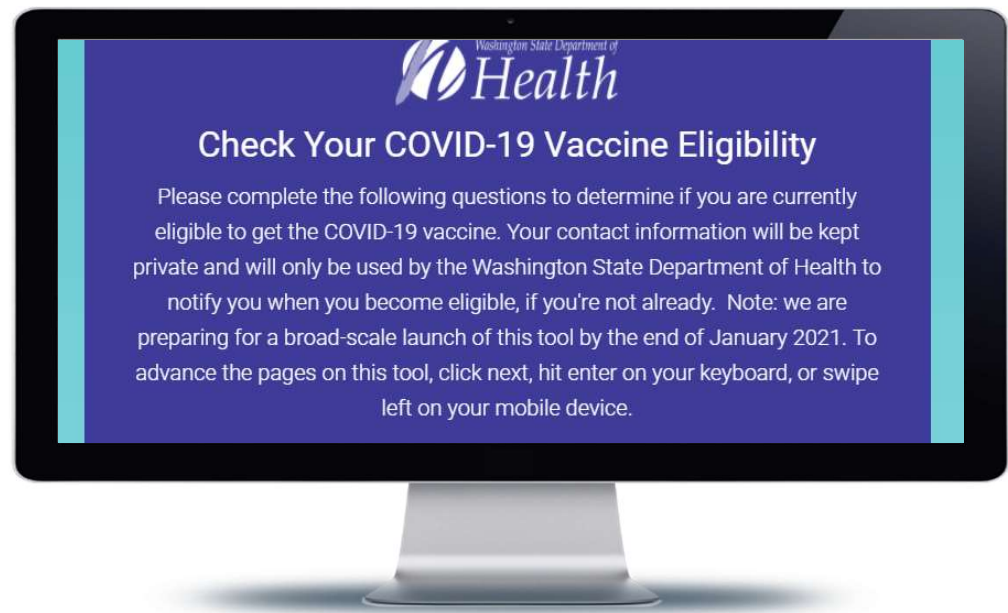 Washington State Department of
Health
Check Your COVID-19 Vaccine Eligibility
Please complete the following questions to determine if you are currently
eligible to get the COVID-19 vaccine. Your contact information will be kept
private and will only be used by the Washington State Department of Health to
notify you when you become eligible, if you're not already. Note: we are
preparing for a broad-scale launch of this tool by the end of January 2021. To
advance the pages on this tool, click next, hit enter on your keyboard, or swipe
left on your mobile device.